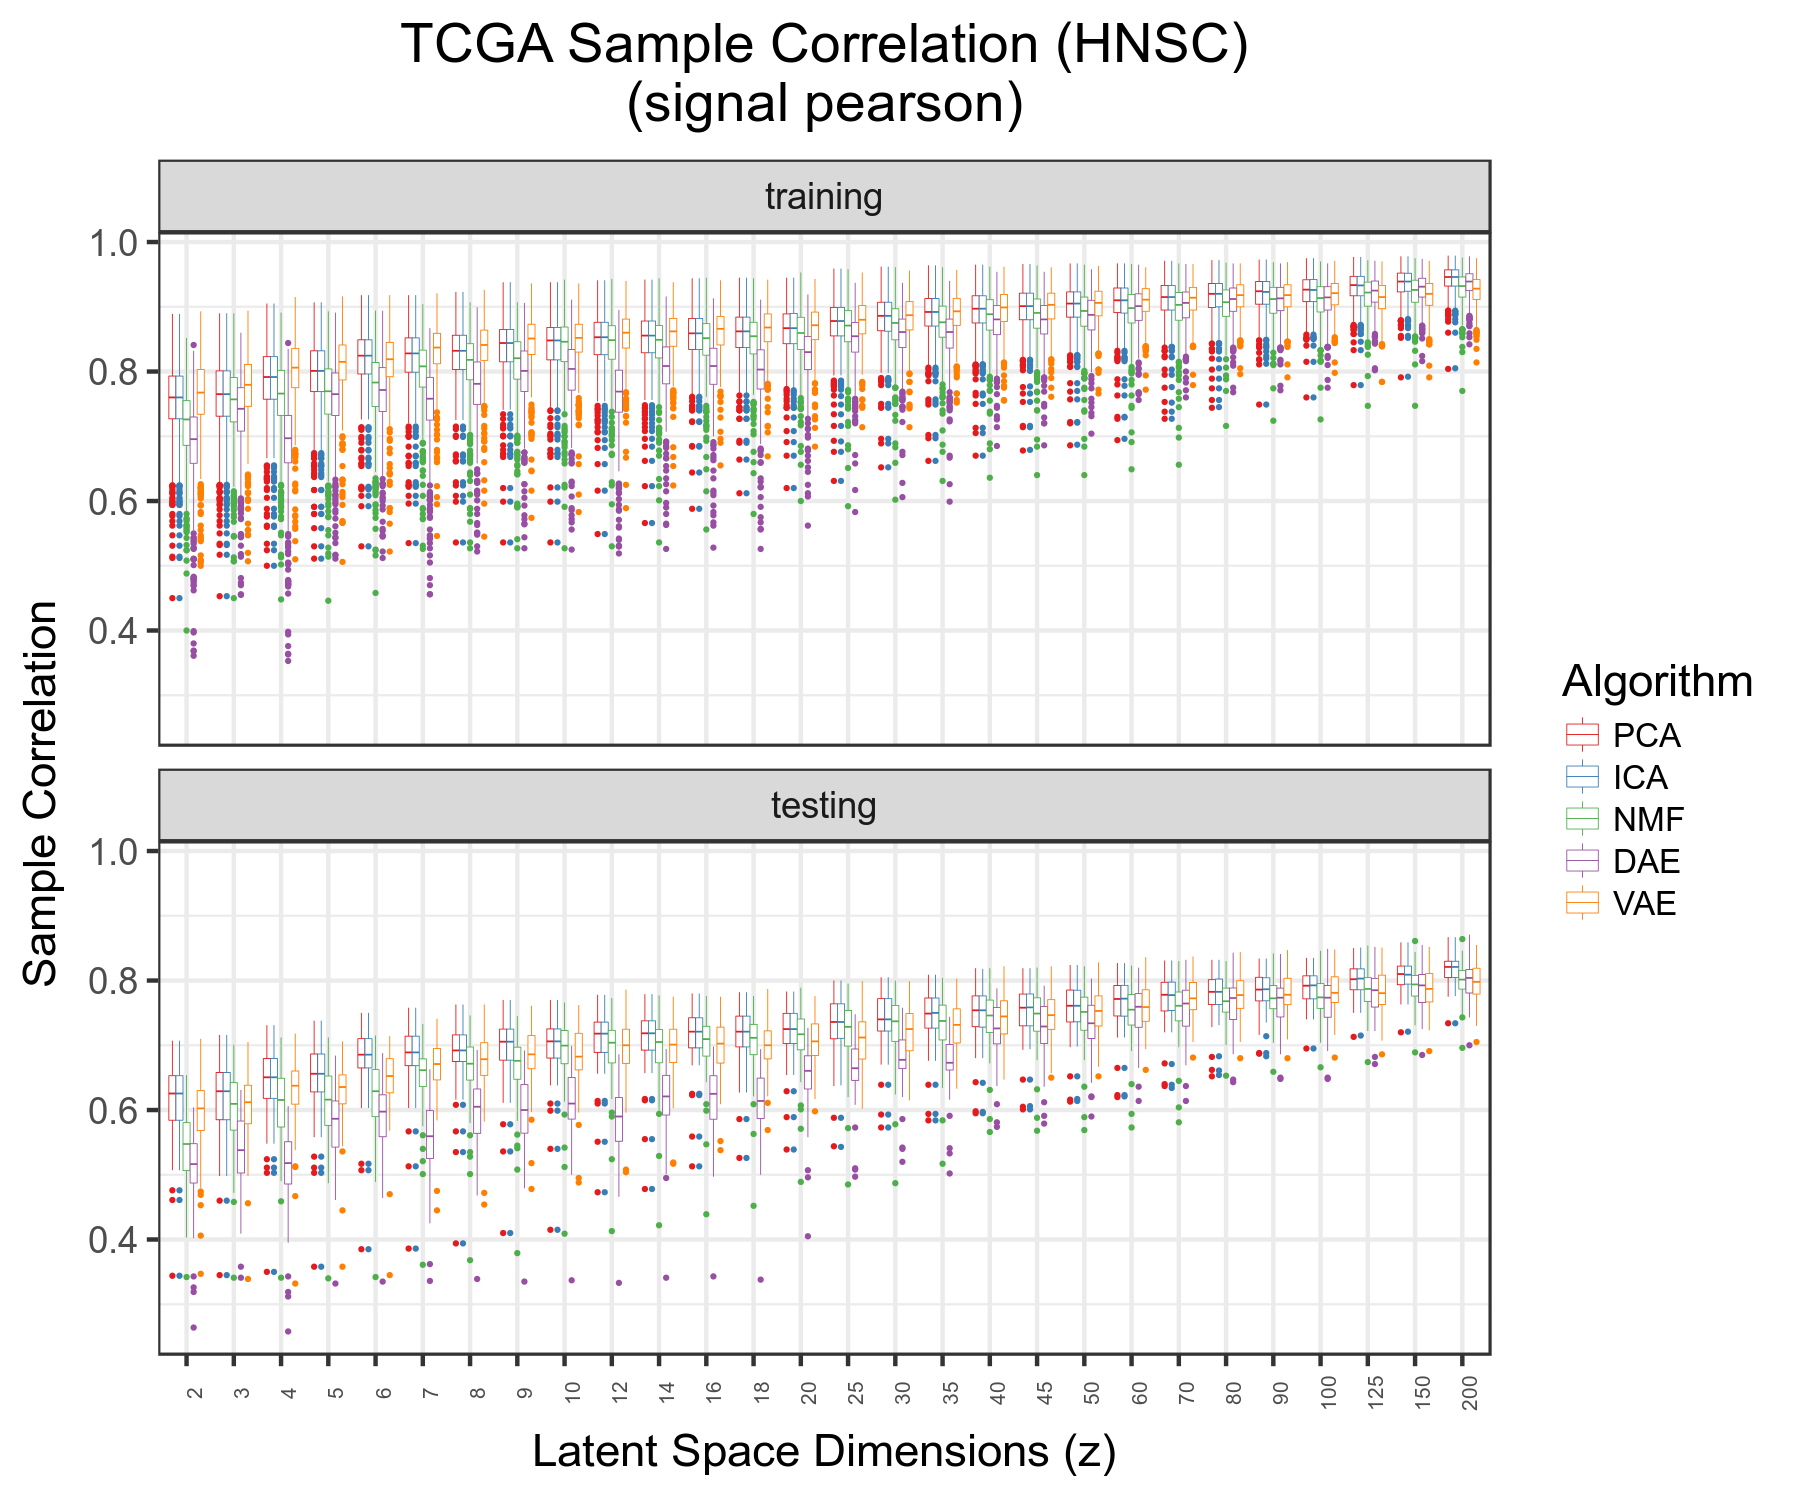 TCGA Sample Correlation (HNSC)
(signal pearson)
training
1.0
0.8
0.6
0.4
testing
1.0
0.8
0.6
0.4
Sample Correlation
2 3 4 5 6 7 8 9 10 12 14 16 18 20 25 30 35 40 45 50 60 70 80 90 100 125 150 200
Latent Space Dimensions (z)
Algorithm
PCA
ICA
NMF
DAE
VAE